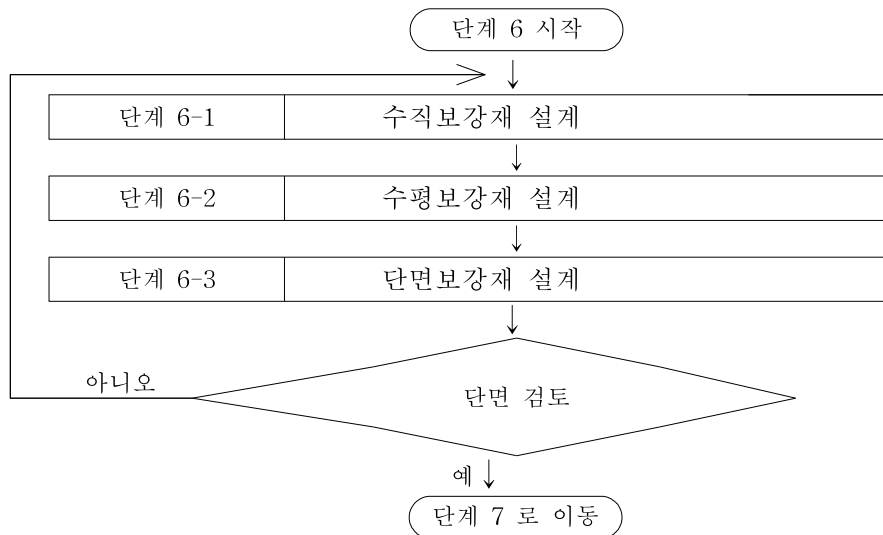 단계 6 시작
단계 6-1 수직보강재 설계
단계 6-2 수평보강재 설계
단계 6-3 단면보강재 설계
아니오
단면 검토
예
단계 7 로 이동